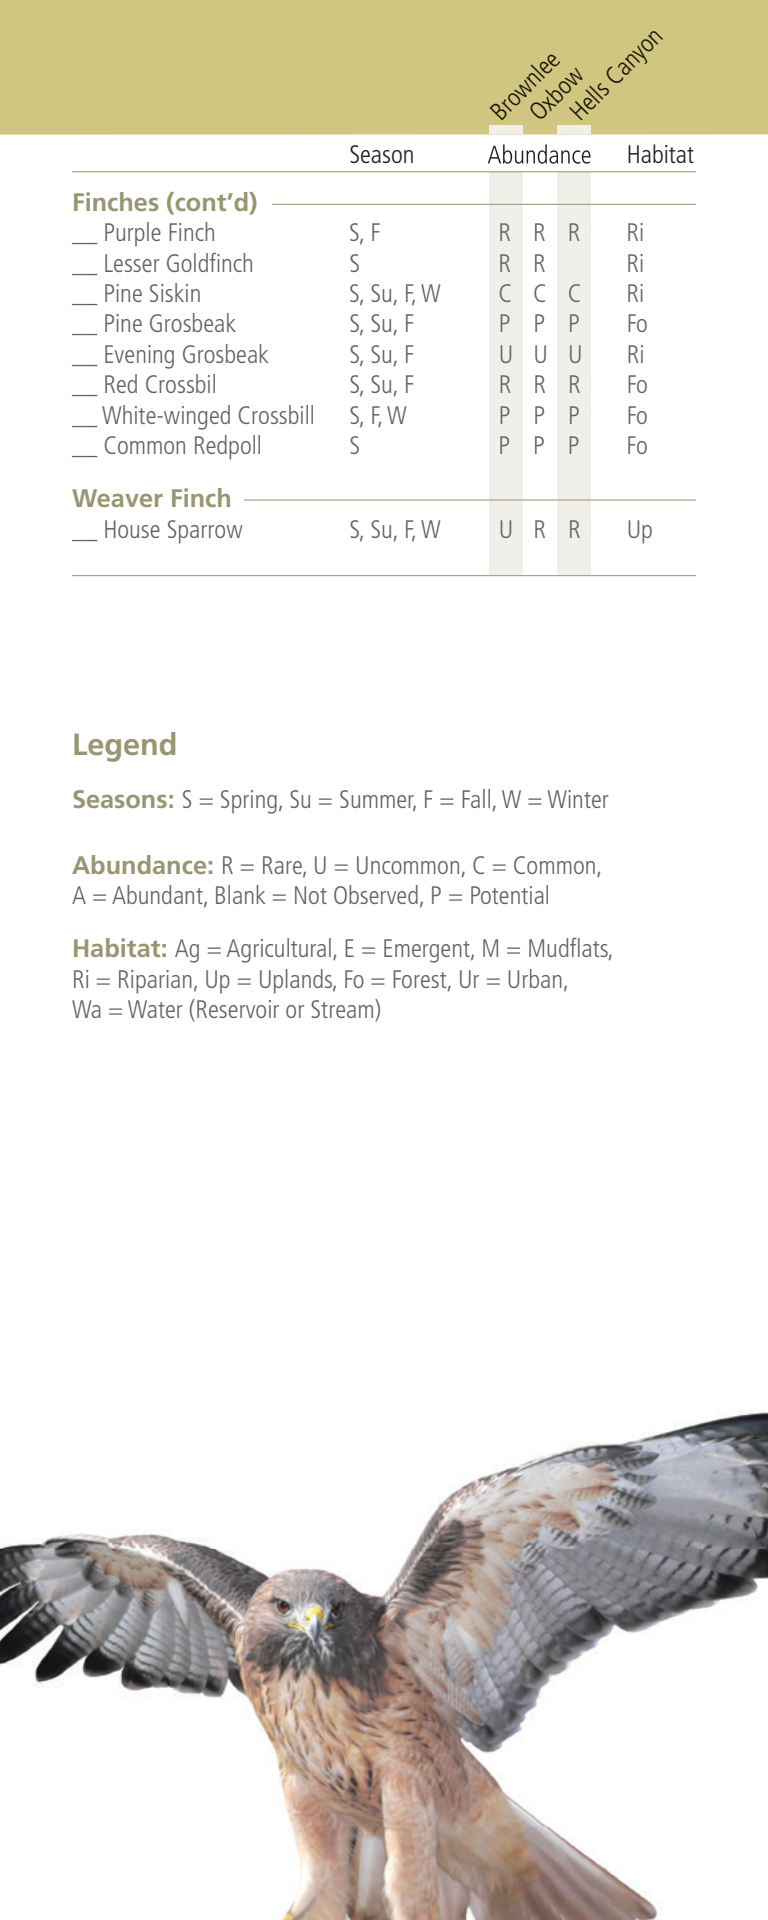 Brownlee
Oxbow
Hells Canyon
Season Abundance Habitat
Finches (cont’d)
__ Purple Finch S, F R R R Ri
__ Lesser Goldfinch S R R Ri
__ Pine Siskin S, Su, F, W C C C Ri
__ Pine Grosbeak S, Su, F P P P Fo
__ Evening Grosbeak S, Su, F U U U Ri
__ Red Crossbil S, Su, F R R R Fo
__ White-winged Crossbill S, F, W P P P Fo
__ Common Redpoll S P P P Fo
Weaver Finch
__ House Sparrow S, Su, F, W U R R Up
Legend
Seasons: S = Spring, Su = Summer, F = Fall, W = Winter
Abundance: R = Rare, U = Uncommon, C = Common,
A = Abundant, Blank = Not Observed, P = Potential
Habitat: Ag = Agricultural, E = Emergent, M = Mudflats,
Ri = Riparian, Up = Uplands, Fo = Forest, Ur = Urban,
Wa = Water (Reservoir or Stream)